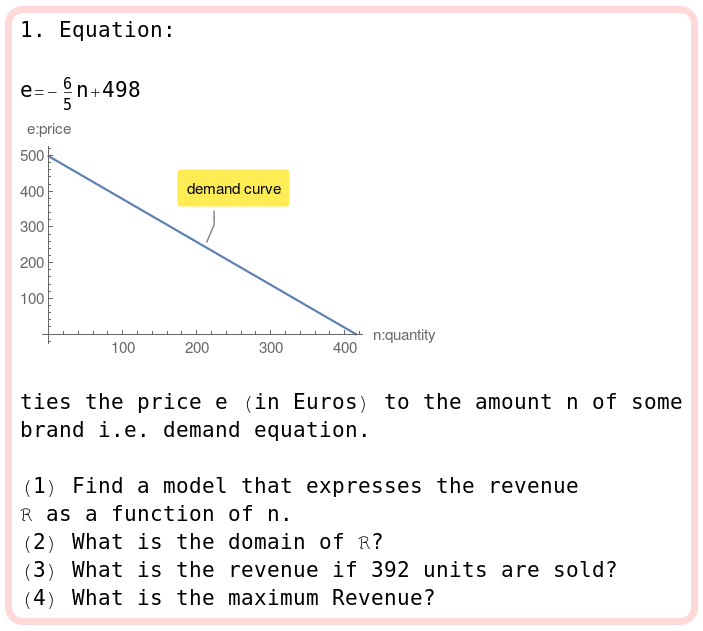 1. Equation:
e=-6/5 n+498
e:price
500
400
300
200
100
demand curve
100 200 300 400
n:quantity
ties the price e (in Euros) to the amount n of some
brand i.e. demand equation.
(1) Find a model that expresses the revenue
ℝ as a function of n.
(2) What is the domain of ℝ?
(3) What is the revenue if 392 units are sold?
(4) What is the maximum Revenue?